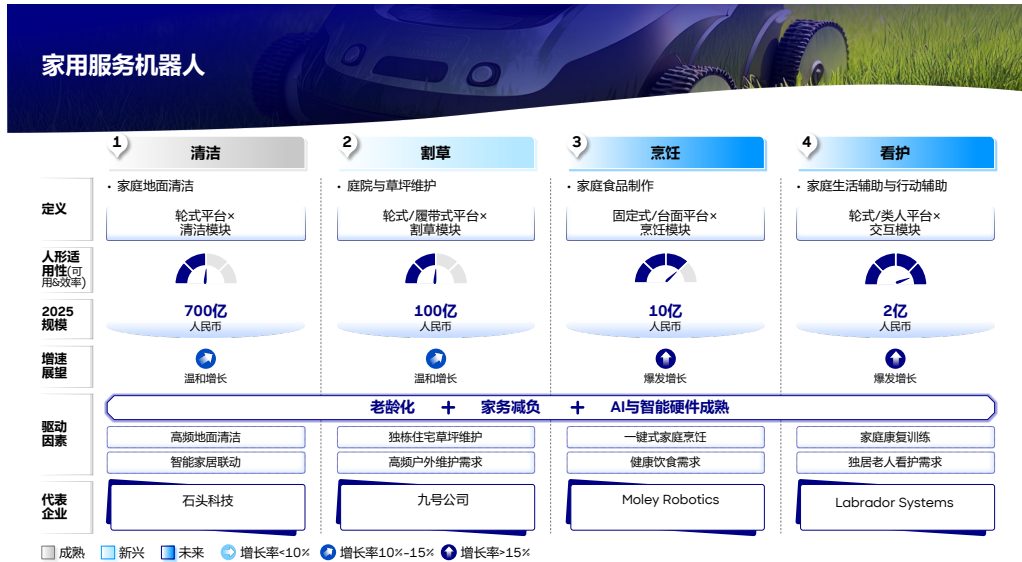 家用服务机器人
1
清洁
2
割草
3
烹饪
4
看护
定义
· 家庭地面清洁
轮式平台×
清洁模块
· 庭院与草坪维护
轮式/履带式平台×
割草模块
· 家庭食品制作
固定式/台面平台×
烹饪模块
· 家庭生活辅助与行动辅助
轮式/类人平台×
交互模块
人形适
用性(可
用&效率)
2025
规模
700亿
人民币
100亿
人民币
10亿
人民币
2亿
人民币
增速
展望
温和增长
温和增长
爆发增长
爆发增长
驱动
因素
老龄化 + 家务减负 + AI与智能硬件成熟
高频地面清洁
独栋住宅草坪维护
一键式家庭烹饪
家庭康复训练
智能家居联动
高频户外维护需求
健康饮食需求
独居老人看护需求
代表
企业
石头科技
九号公司
Moley Robotics
Labrador Systems
成熟 新兴 未来 增长率<10% 增长率10%-15% 增长率>15%